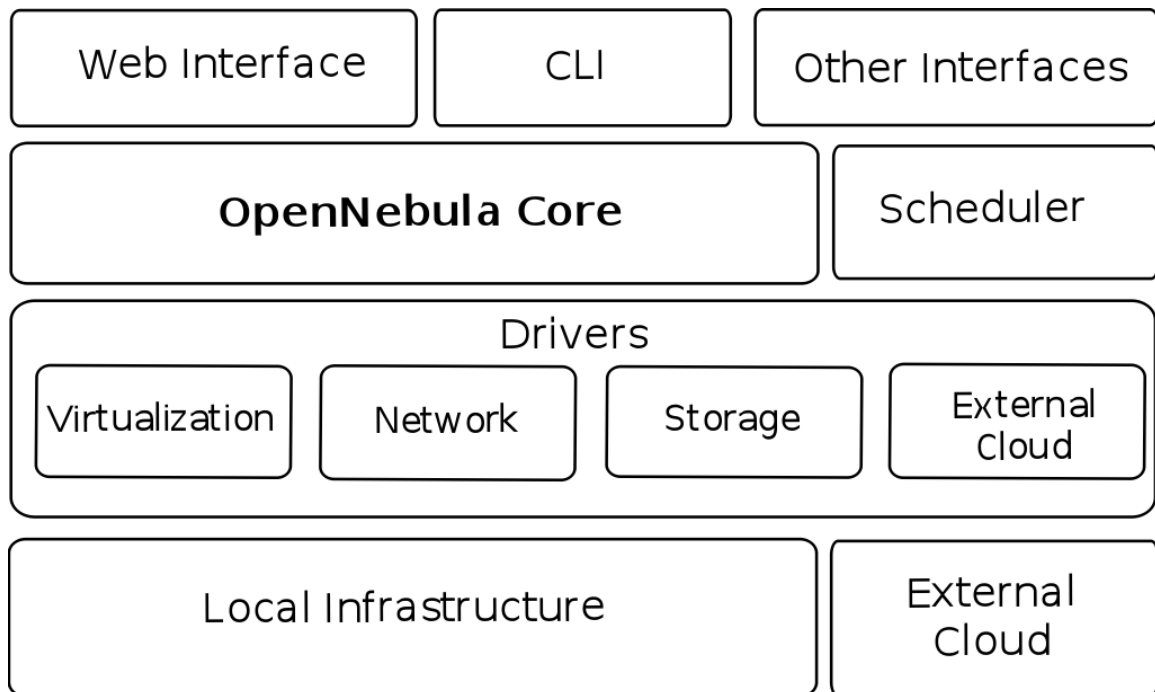 Web Interface
CLI
Other Interfaces
OpenNebula Core
Scheduler
Drivers
Virtualization
Network
Storage
External
Cloud
Local Infrastructure
External
Cloud